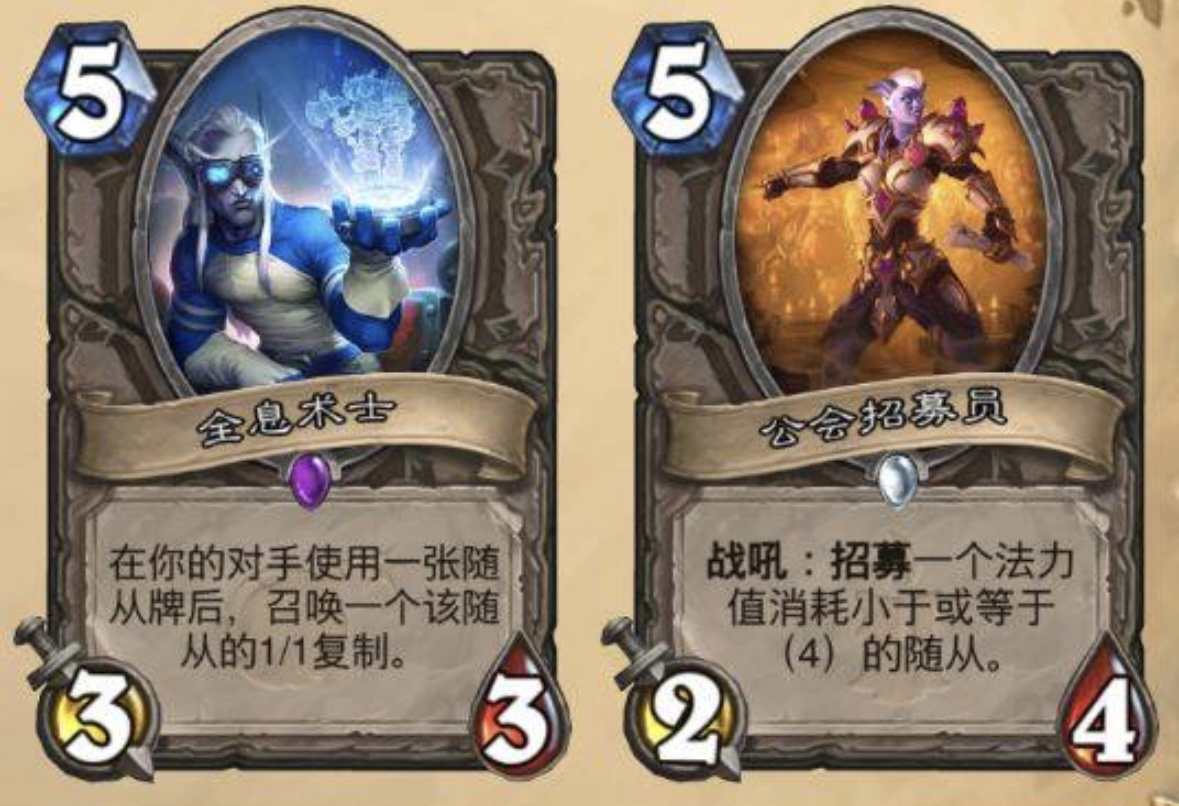 5
全息术士
在你的对手使用一张随
从牌后，召唤一个该随
从的1/1复制。
3
3
5
公会招募员
战吼：招募一个法力
值消耗小于或等于
（4）的随从。
2
4